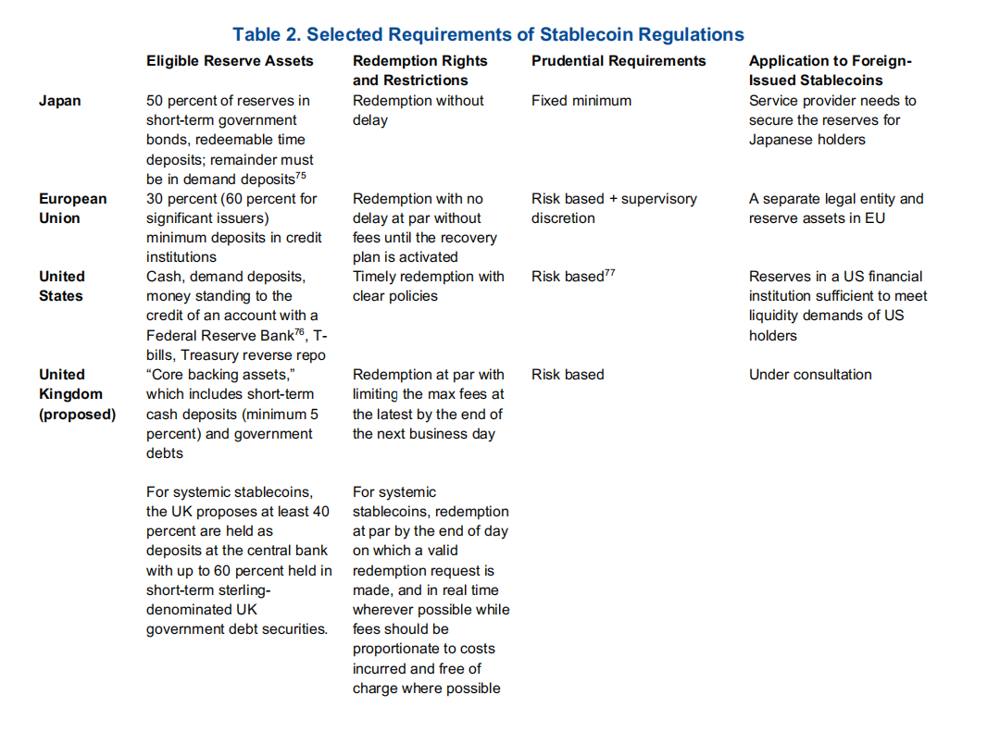 Table 2. Selected Requirements of Stablecoin Regulations
Eligible Reserve Assets
Redemption Rights
and Restrictions
Prudential Requirements
Application to Foreign-
Issued Stablecoins
Japan
50 percent of reserves in
short-term government
bonds, redeemable time
deposits; remainder must
be in demand deposits75
Redemption without
delay
Fixed minimum
Service provider needs to
secure the reserves for
Japanese holders
European
Union
30 percent (60 percent for
significant issuers)
minimum deposits in credit
institutions
Redemption with no
delay at par without
fees until the recovery
plan is activated
Risk based + supervisory
discretion
A separate legal entity and
reserve assets in EU
United
States
Cash, demand deposits,
money standing to the
credit of an account with a
Federal Reserve Bank76, T-
bills, Treasury reverse repo
Timely redemption with
clear policies
Risk based77
Reserves in a US financial
institution sufficient to meet
liquidity demands of US
holders
United
Kingdom
(proposed)
“Core backing assets,”
which includes short-term
cash deposits (minimum 5
percent) and government
debts
Redemption at par with
limiting the max fees at
the latest by the end of
the next business day
Risk based
Under consultation
For systemic stablecoins,
the UK proposes at least 40
percent are held as
deposits at the central bank
with up to 60 percent held in
short-term sterling-
denominated UK
government debt securities.
For systemic
stablecoins, redemption
at par by the end of day
on which a valid
redemption request is
made, and in real time
wherever possible while
fees should be
proportionate to costs
incurred and free of
charge where possible